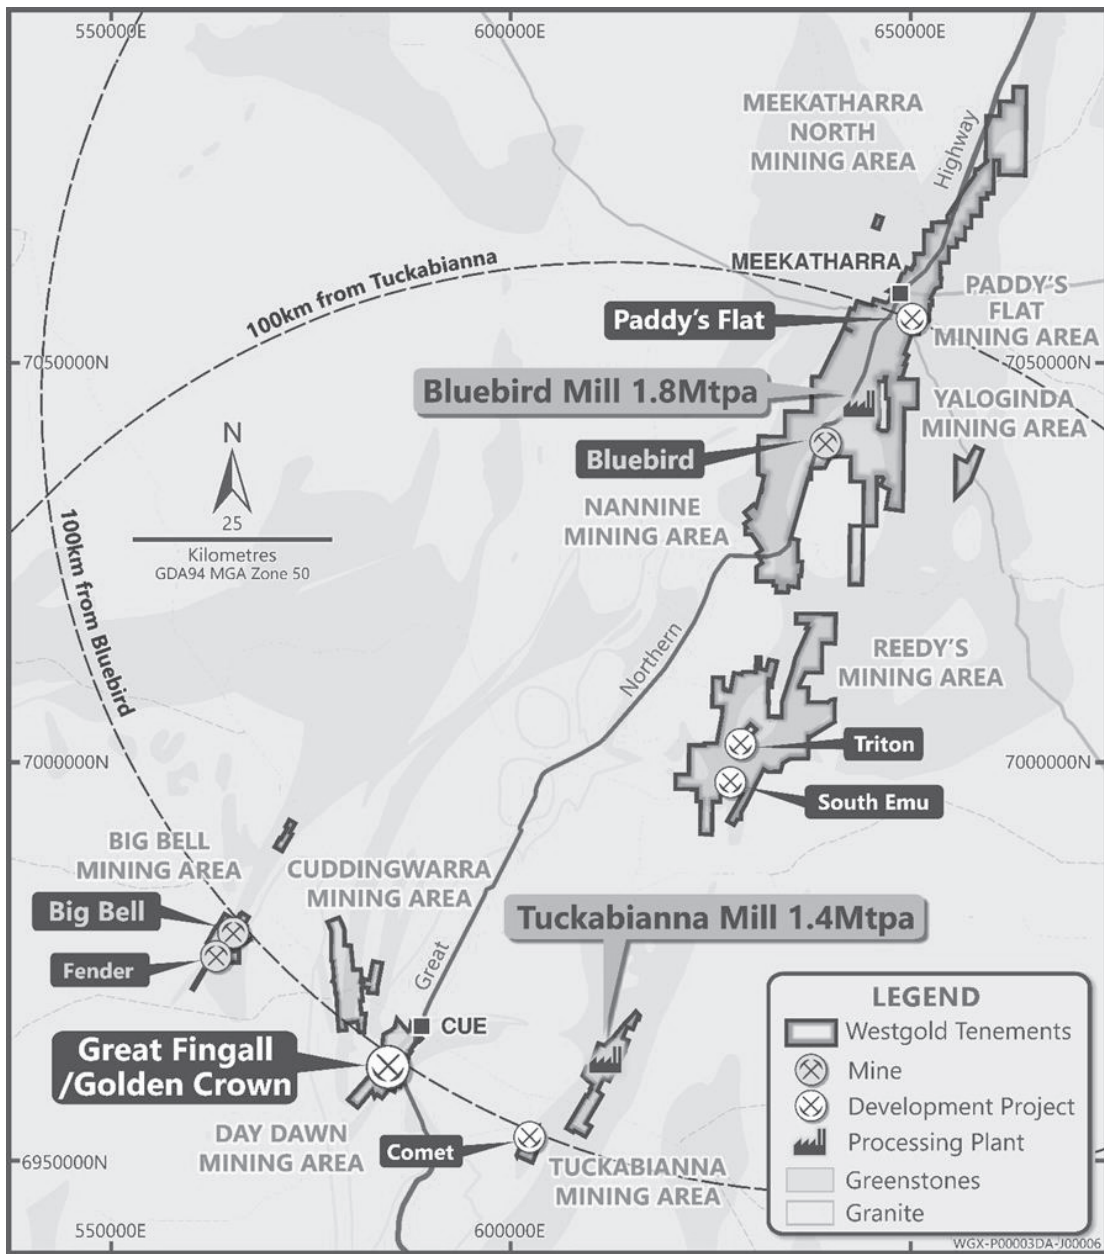 550000E
600000E
650000E
MEEKATHARRA
NORTH
MINING AREA
Highway
100km from Tuckabianna
MEEKATHARRA
PADDY'S
FLAT
MINING AREA
Paddy's Flat
7050000N
7050000N
Bluebird Mill 1.8Mtpa
YALOGINDA
MINING AREA
N
25
Kilometres
GDA94 MGA Zone 50
Bluebird
NANNINE
MINING AREA
100km from Bluebird
Northern
REEDY'S
MINING AREA
Triton
7000000N
7000000N
South Emu
BIG BELL
MINING AREA
CUDDINGWARRA
MINING AREA
Big Bell
Fender
Tuckabianna Mill 1.4Mtpa
Great
CUE
Great Fingall
/Golden Crown
DAY DAWN
MINING AREA
Comet
TUCKABIANNA
MINING AREA
6950000N
LEGEND
Westgold Tenements
Mine
Development Project
Processing Plant
Greenstones
Granite
550000E
600000E
WGX-P00003DA-J00006